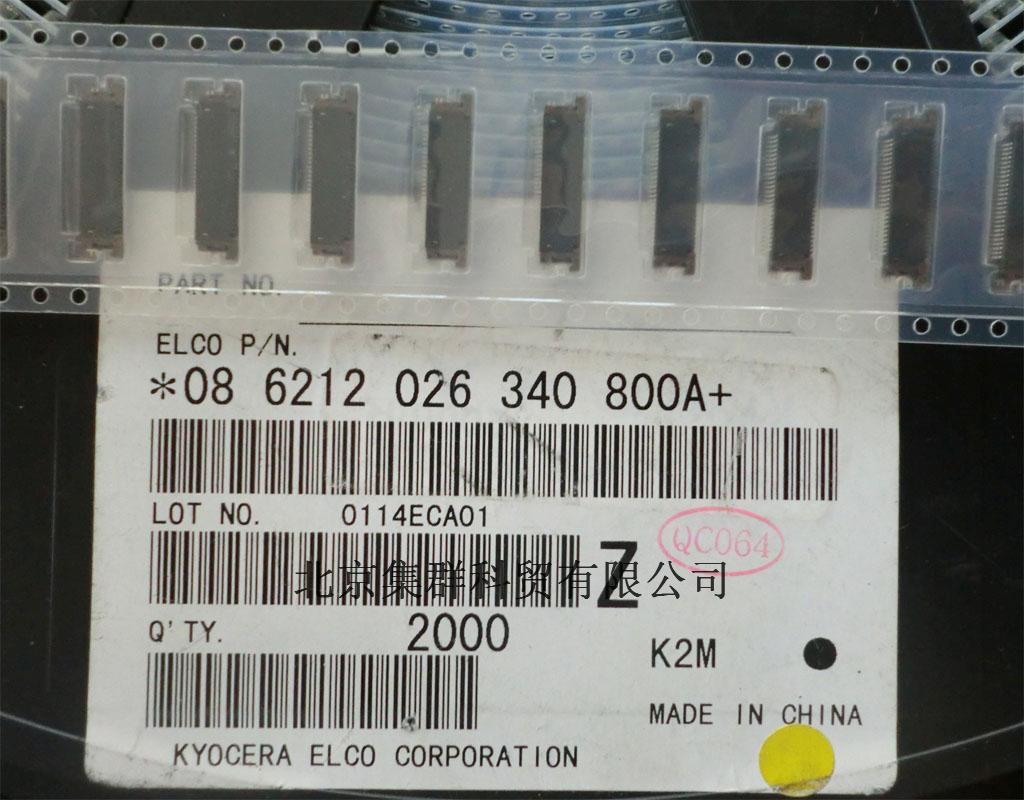 PART NO.
ELCO P/N.
*08 6212 026 340 800A+
LOT NO. 0114ECA01
QC064
Z
北京集群科贸有限公司
Q'TY. 2000
K2M
MADE IN CHINA
KYOCERA ELCO CORPORATION